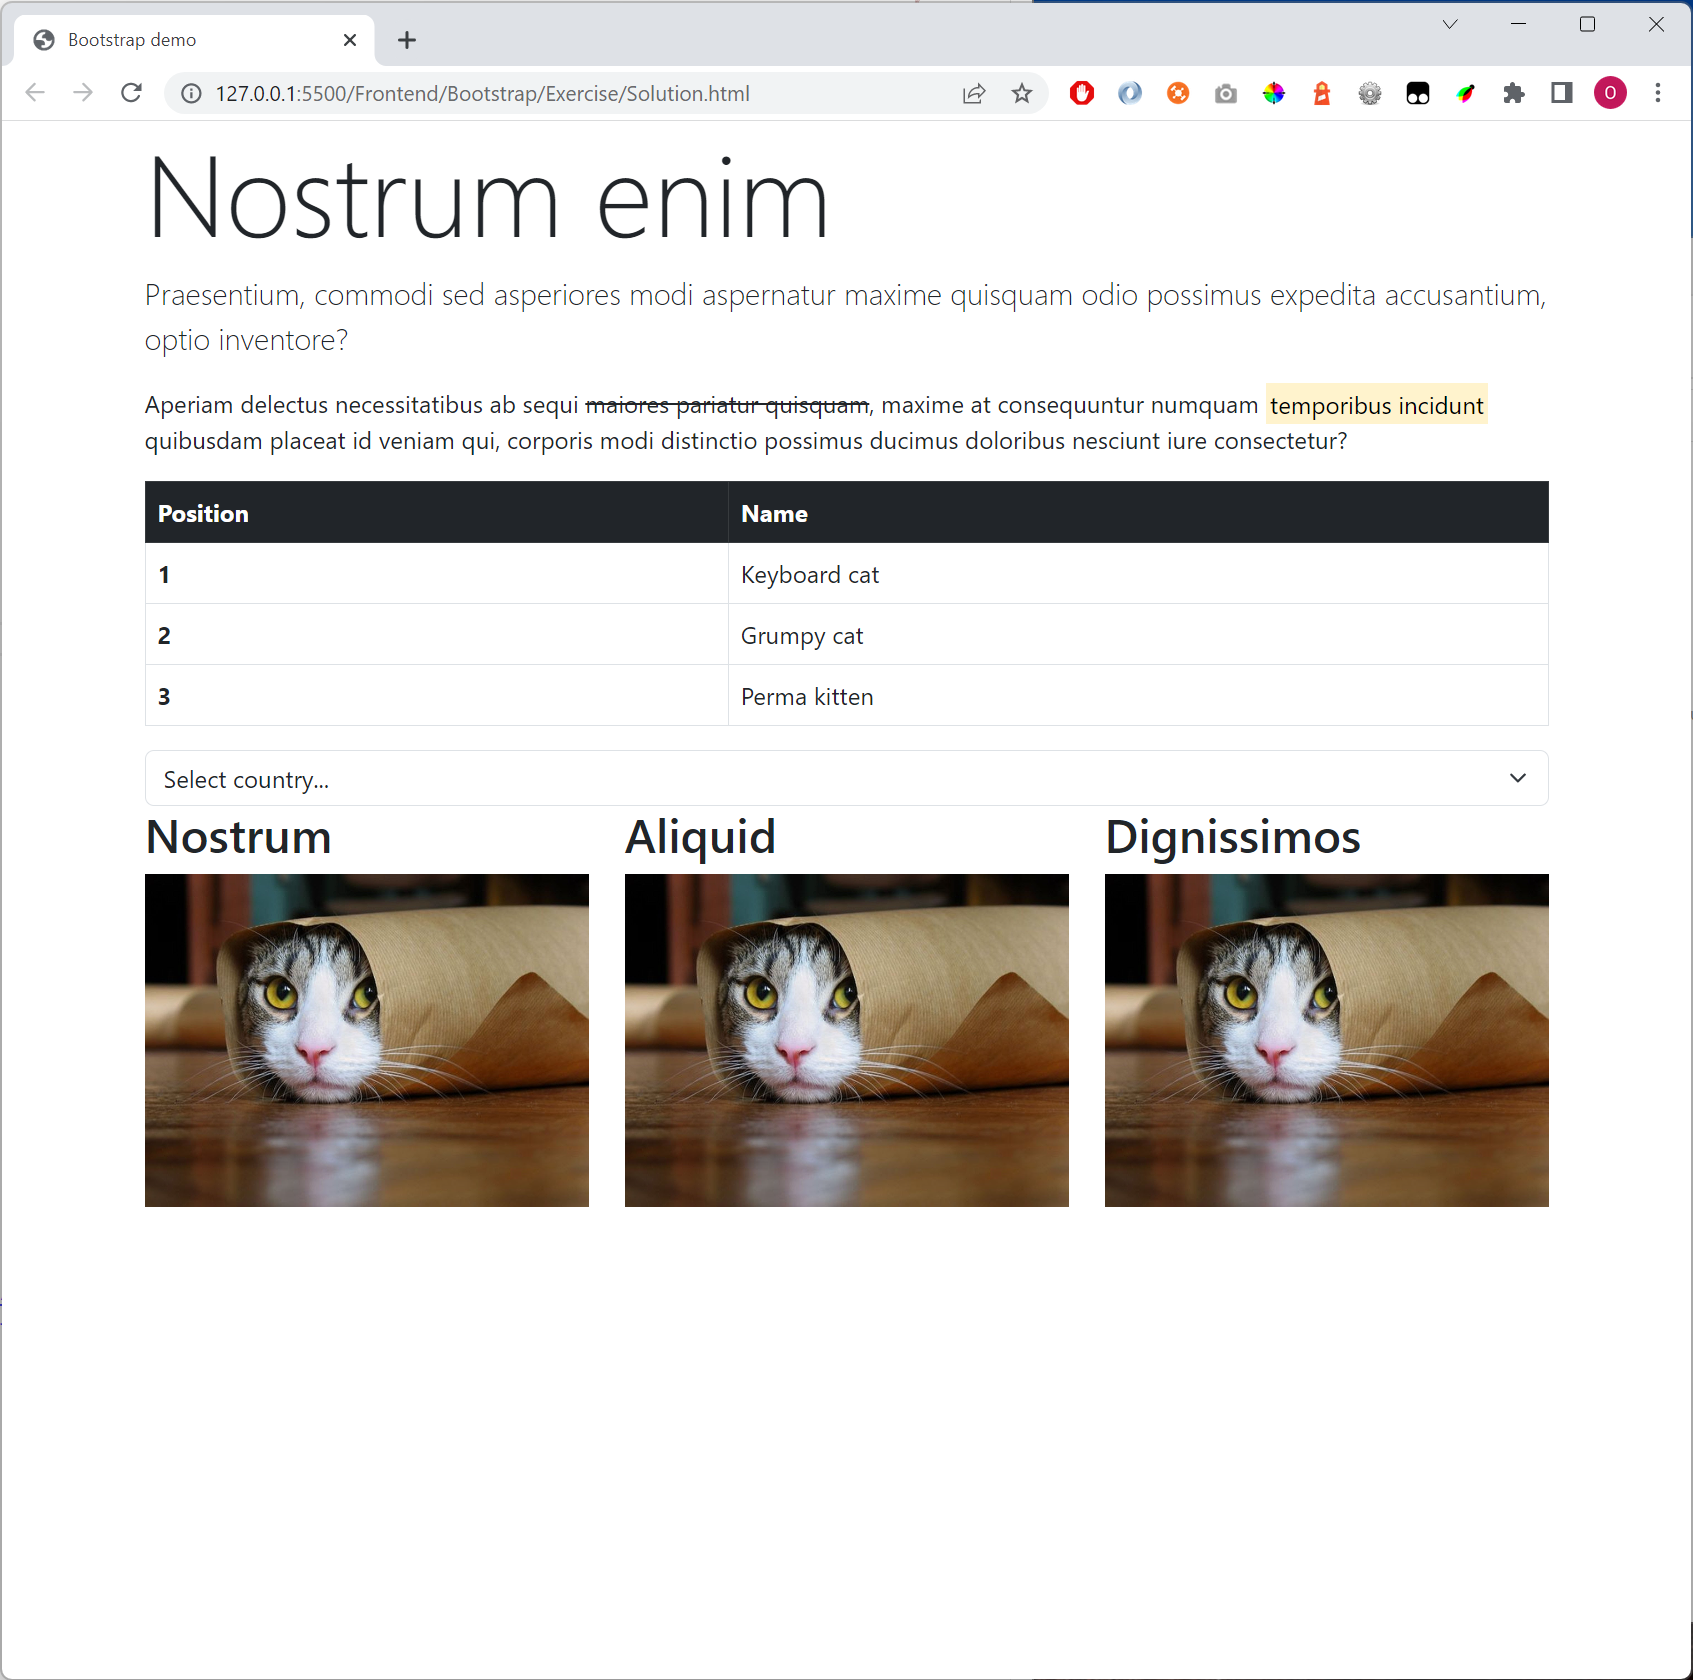 Bootstrap demo
127.0.0.1:5500/Frontend/Bootstrap/Exercise/Solution.html
O
Nostrum enim
Praesentium, commodi sed asperiores modi aspernatur maxime quisquam odio possimus expedita accusantium,
optio inventore?
Aperiam delectus necessitatibus ab sequi maiores pariatur quisquam, maxime at consequuntur numquam temporibus incidunt
quibusdam placeat id veniam qui, corporis modi distinctio possimus ducimus doloribus nesciunt iure consectetur?
Position Name
1 Keyboard cat
2 Grumpy cat
3 Perma kitten
Select country...
Nostrum Aliquid Dignissimos